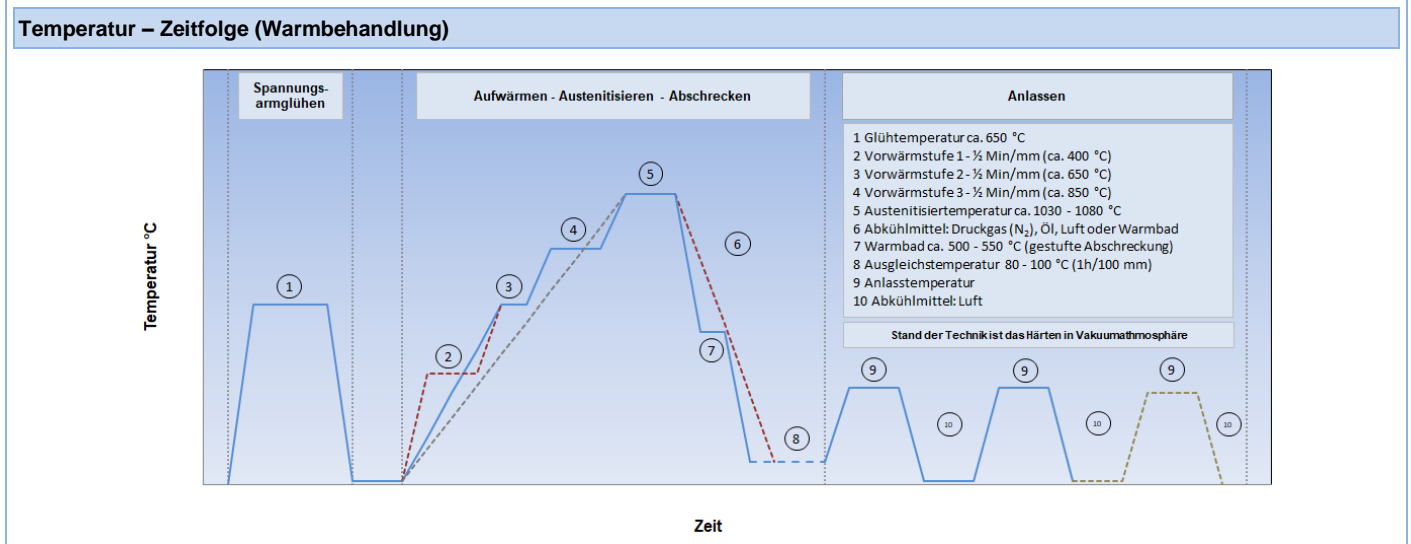 Temperatur – Zeitfolge (Warmbehandlung)
Spannungs-
armglühen
Aufwärmen - Austenitisieren - Abschrecken
Anlassen
1 Glühtemperatur ca. 650 °C
2 Vorwärmstufe 1 - ½ Min/mm (ca. 400 °C)
3 Vorwärmstufe 2 - ½ Min/mm (ca. 650 °C)
4 Vorwärmstufe 3 - ½ Min/mm (ca. 850 °C)
5 Austenitisiertemperatur ca. 1030 - 1080 °C
6 Abkühlmittel: Druckgas (N₂), Öl, Luft oder Warmbad
7 Warmbad ca. 500 - 550 °C (gestufte Abschreckung)
8 Ausgleichstemperatur 80 - 100 °C (1h/100 mm)
9 Anlasstemperatur
10 Abkühlmittel: Luft
Stand der Technik ist das Härten in Vakuumathmosphäre
Temperatur °C
1
2
3
4
5
6
7
8
9
10
9
10
9
10
Zeit